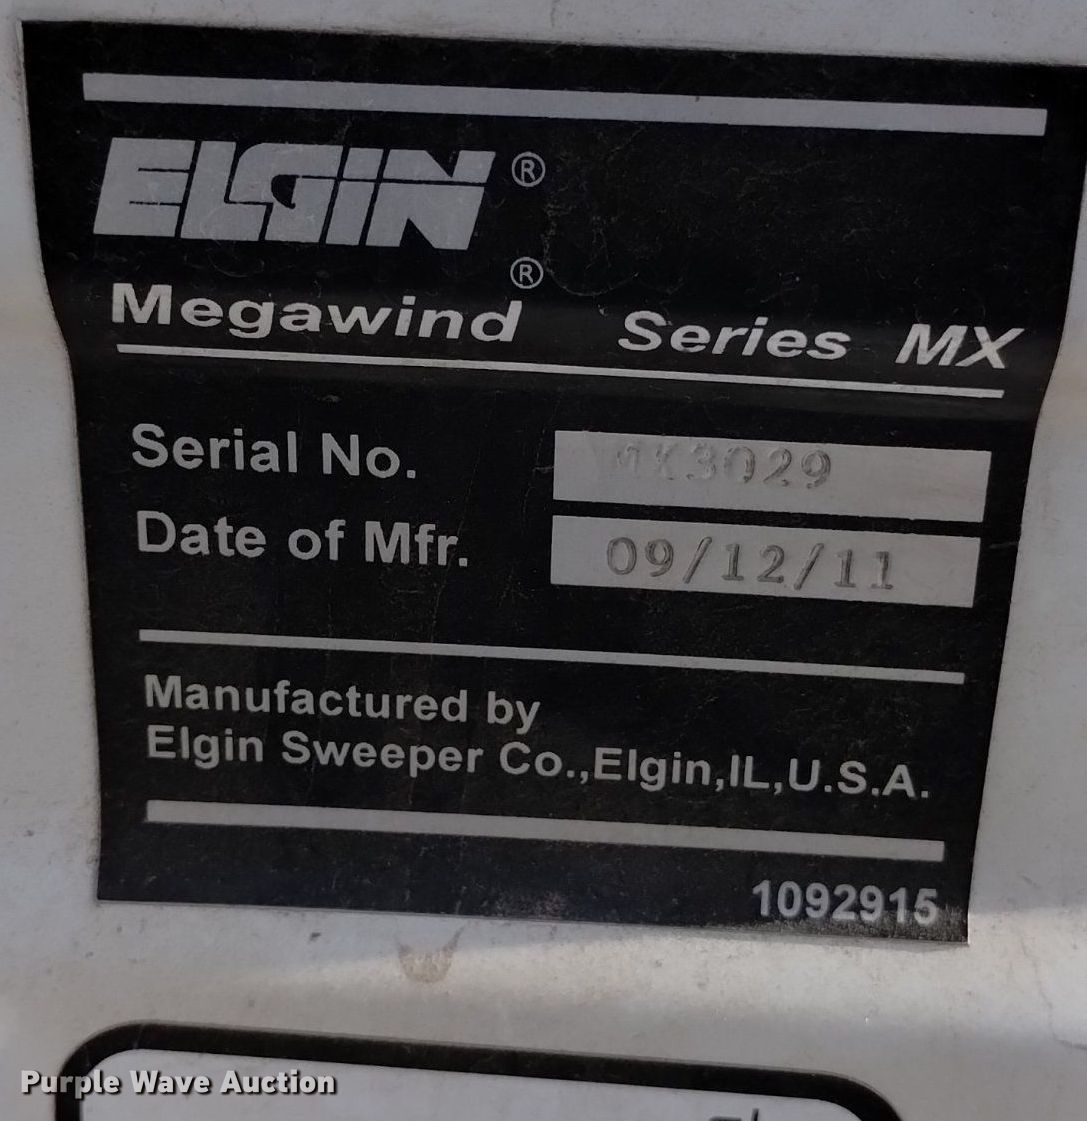 ELGiN®
®
Megawind Series MX
Serial No. MX3029
Date of Mfr. 09/12/11
Manufactured by
Elgin Sweeper Co.,Elgin,IL,U.S.A.
1092915
Purple Wave Auction